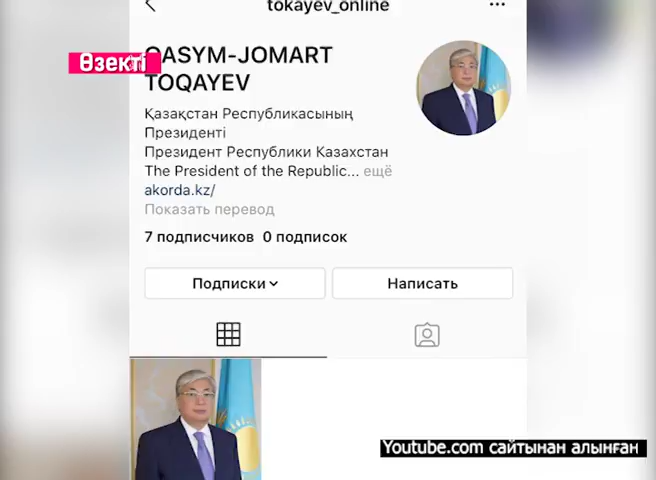 tokayev_online
Өзекті
QASYM-JOMART
TOQAYEV
Қазақстан Республикасының
Президенті
Президент Республики Казахстан
The President of the Republic... ещё
akorda.kz/
Показать перевод
7 подписчиков 0 подписок
Подписки
Написать
Youtube.com сайтынан алынған